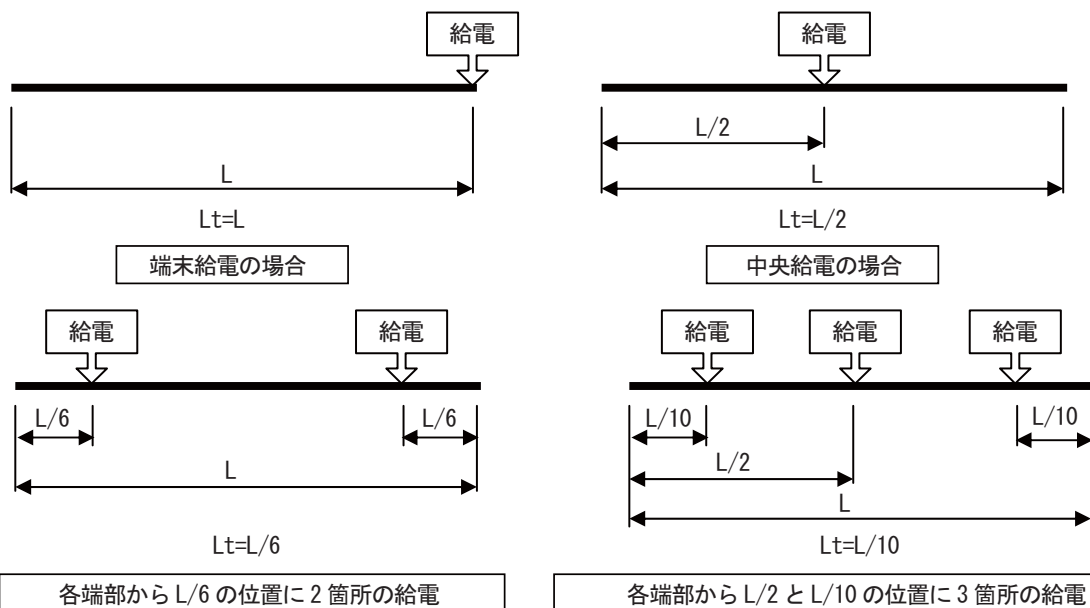 給電
L
Lt=L
端末給電の場合
給電
L/2
L
Lt=L/2
中央給電の場合
給電
給電
L/6
L/6
L
Lt=L/6
各端部から L/6 の位置に 2 箇所の給電
給電
給電
給電
L/10
L/10
L/2
L
Lt=L/10
各端部から L/2 と L/10 の位置に 3 箇所の給電